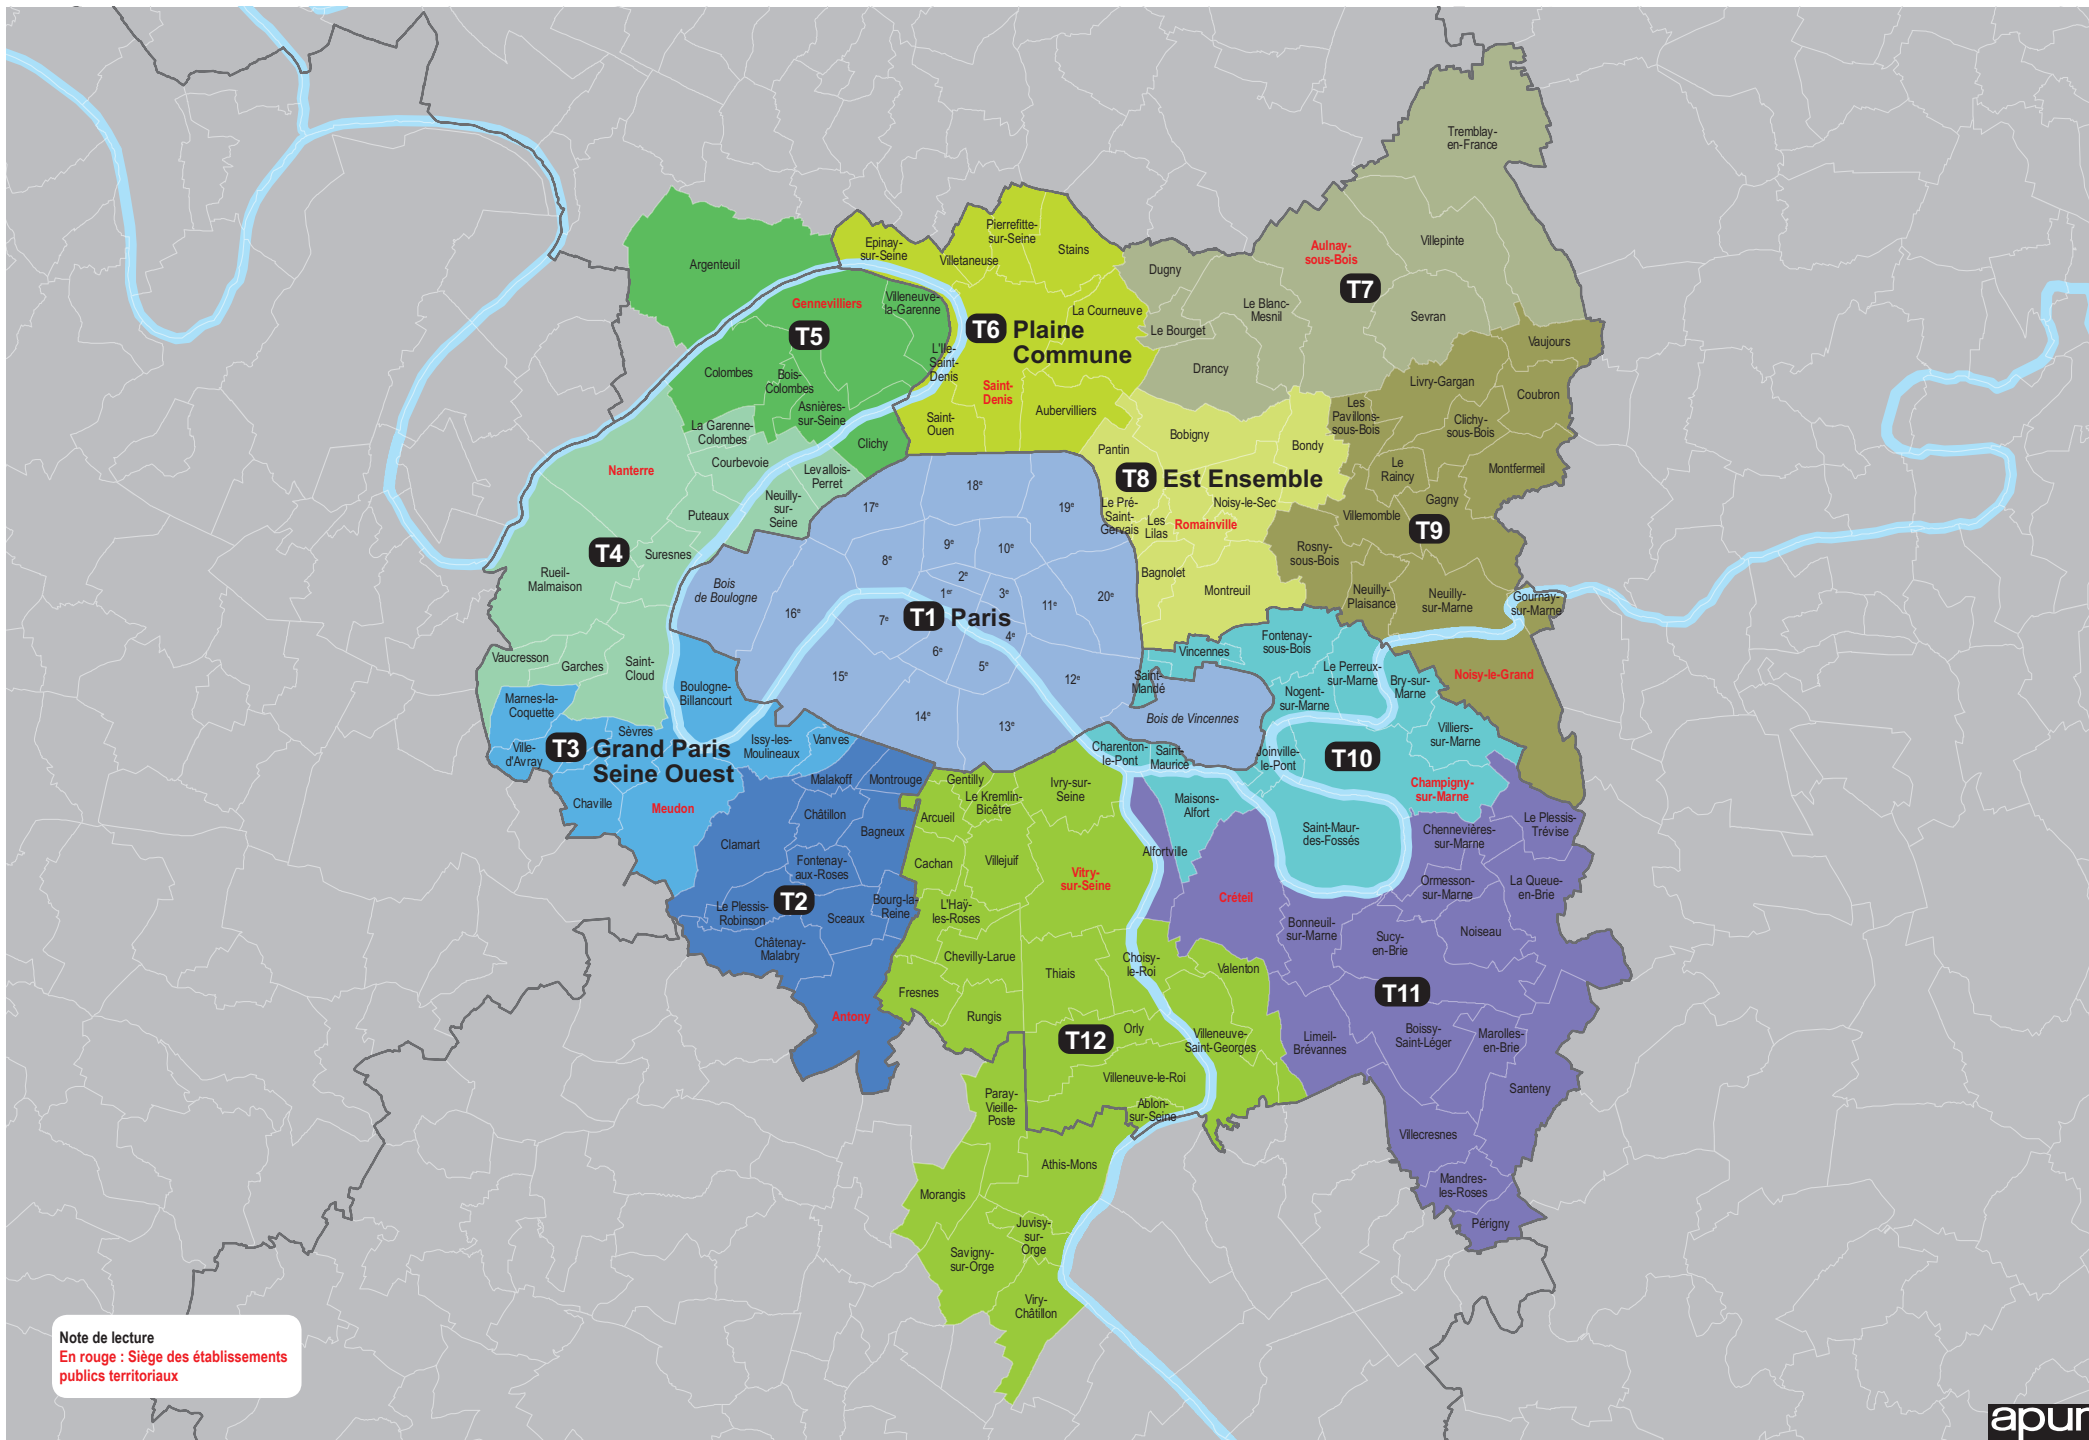 Tremblay-
en-France
Argenteuil
Epinay-
sur-Seine
Pierrefitte-
sur-Seine
Villetaneuse
Stains
Dugny
Aulnay-
sous-Bois
Villepinte
T7
Gennevilliers
Villeneuve-
la-Garenne
T5
La Courneuve
T6 Plaine
Commune
Le Blanc-
Mesnil
Le Bourget
Sevran
Vaujours
Colombes
Bois-
Colombes
L'Ile-
Saint-
Denis
Saint-
Denis
Drancy
Livry-Gargan
Coubron
Asnières-
sur-Seine
Saint-
Ouen
Aubervilliers
Les
Pavillons-
sous-Bois
Clichy-
sous-Bois
La Garenne-
Colombes
Clichy
Pantin
Bobigny
Bondy
Nanterre
Courbevoie
Levallois-
Perret
T8 Est Ensemble
Le
Raincy
Montfermeil
Puteaux
Neuilly-
sur-
Seine
17e
18e
19e
Le Pré-
Saint-
Gervais
Les
Lilas
Noisy-le-Sec
Romainville
Gagny
Villemomble
T9
T4
Suresnes
Rueil-
Malmaison
Bois
de Boulogne
8e
9e
10e
2e
1er
3e
11e
20e
Bagnolet
Montreuil
Rosny-
sous-Bois
Neuilly-
Plaisance
Neuilly-
sur-Marne
Gournay-
sur-Marne
16e
7e
T1 Paris
4e
6e
5e
15e
12e
14e
13e
Vaucresson
Garches
Saint-
Cloud
Vincennes
Fontenay-
sous-Bois
Saint-
Mandé
Le Perreux-
sur-Marne
Bry-sur-
Marne
Noisy-le-Grand
Marnes-la-
Coquette
Boulogne-
Billancourt
Bois de Vincennes
Nogent-
sur-Marne
Villiers-
sur-Marne
Sèvres
Ville-
d'Avray
T3 Grand Paris
Seine Ouest
Issy-les-
Moulineaux
Vanves
Charenton-
le-Pont
Saint-
Maurice
Joinville-
le-Pont
T10
Champigny-
sur-Marne
Chaville
Meudon
Malakoff
Montrouge
Gentilly
Le Kremlin-
Bicêtre
Ivry-sur-
Seine
Maisons-
Alfort
Châtillon
Bagneux
Arcueil
Saint-Maur-
des-Fossés
Chennevières-
sur-Marne
Le Plessis-
Trévise
Clamart
Fontenay-
aux-Roses
Cachan
Villejuif
Vitry-
sur-Seine
Alfortville
Créteil
Ormesson-
sur-Marne
La Queue-
en-Brie
Le Plessis-
Robinson
T2
Sceaux
Bourg-la-
Reine
L'Haÿ-
les-Roses
Bonneuil-
sur-Marne
Sucy-
en-Brie
Noiseau
Châtenay-
Malabry
Chevilly-Larue
Thiais
Choisy-
le-Roi
Valenton
T11
Fresnes
Antony
Rungis
T12
Orly
Villeneuve-
Saint-Georges
Limeil-
Brévannes
Boissy-
Saint-Léger
Marolles-
en-Brie
Villeneuve-le-Roi
Santeny
Paray-
Vieille-
Poste
Ablon-
sur-Seine
Villecresnes
Athis-Mons
Mandres-
les-Roses
Morangis
Périgny
Juvisy-
sur-
Orge
Savigny-
sur-Orge
Viry-
Châtillon
Note de lecture
En rouge : Siège des établissements
publics territoriaux
apur